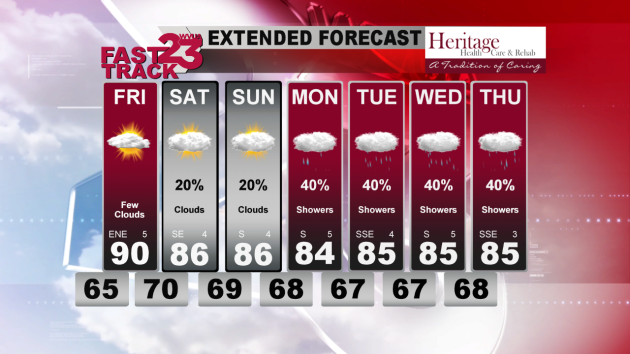 FAST
TRACK
WVUA
23
EXTENDED FORECAST
Heritage
Health Care & Rehab
A Tradition of Caring
FRI SAT SUN MON TUE WED THU
20% 20% 40% 40% 40% 40%
Few
Clouds Clouds Clouds Showers Showers Showers Showers
ENE 5 SE 4 S 4 S 5 SSE 4 S 5 SSE 3
90 86 86 84 85 85 85
65 70 69 68 67 67 68